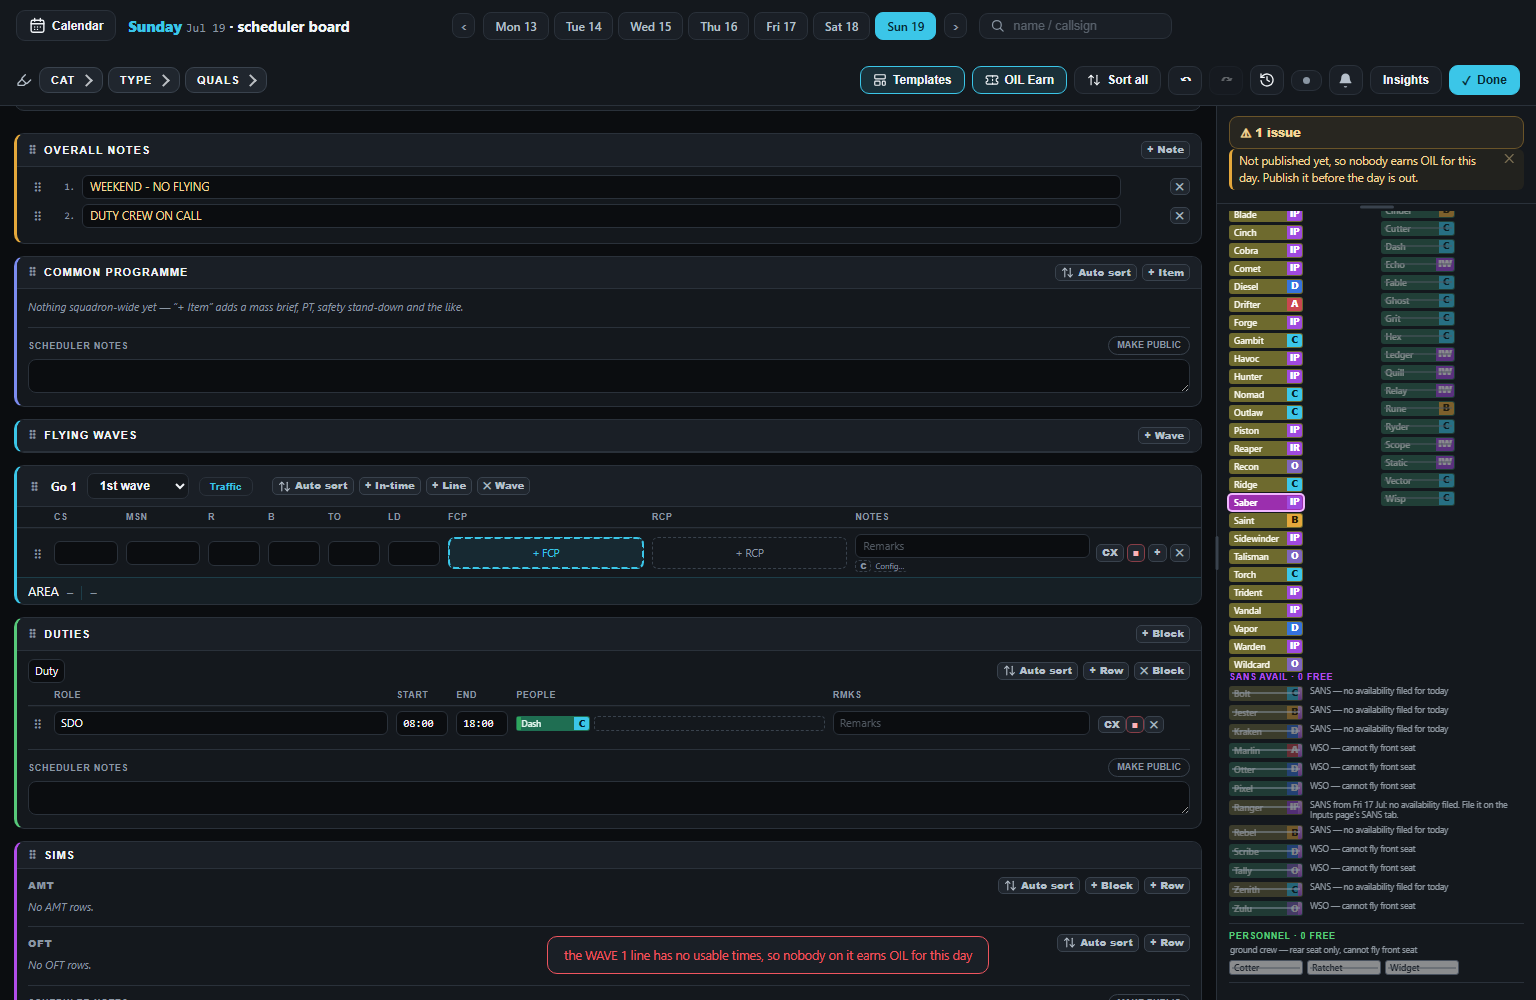 Calendar
Sunday Jul 19 · scheduler board
‹ Mon 13 Tue 14 Wed 15 Thu 16 Fri 17 Sat 18 Sun 19 ›
name / callsign
CAT TYPE QUALS
Templates OIL Earn Sort all Insights ✓ Done
OVERALL NOTES + Note
1. WEEKEND - NO FLYING
2. DUTY CREW ON CALL
COMMON PROGRAMME Auto sort + Item
Nothing squadron-wide yet — "+ Item" adds a mass brief, PT, safety stand-down and the like.
SCHEDULER NOTES MAKE PUBLIC
FLYING WAVES + Wave
Go 1 1st wave Traffic Auto sort + In-time + Line ✕ Wave
CS MSN R B TO LD FCP RCP NOTES
+ FCP + RCP Remarks CX + ✕
C Config...
AREA – –
DUTIES + Block
Duty Auto sort + Row ✕ Block
ROLE START END PEOPLE RMKS
SDO 08:00 18:00 Dash C Remarks CX ✕
SCHEDULER NOTES MAKE PUBLIC
SIMS
AMT Auto sort + Block + Row
No AMT rows.
OFT Auto sort + Row
No OFT rows.
the WAVE 1 line has no usable times, so nobody on it earns OIL for this day
⚠ 1 issue
Not published yet, so nobody earns OIL for this
day. Publish it before the day is out.
Blade IP
Cinch IP
Cobra IP
Comet IP
Diesel D
Drifter A
Forge IP
Gambit C
Havoc IP
Hunter IP
Nomad C
Outlaw C
Piston IP
Reaper IR
Recon O
Ridge C
Saber IP
Saint B
Sidewinder IP
Talisman O
Torch C
Trident IP
Vandal IP
Vapor D
Warden IP
Wildcard O
Cinder B
Cutter C
Dash C
Echo
Fable C
Ghost C
Grit C
Hex C
Ledger
Quill
Relay
Rune B
Ryder C
Scope
Static
Vector C
Wisp C
SANS AVAIL · 0 FREE
Bolt C SANS — no availability filed for today
Jester B SANS — no availability filed for today
Kraken D SANS — no availability filed for today
Marlin A WSO — cannot fly front seat
Otter D WSO — cannot fly front seat
Pixel D WSO — cannot fly front seat
Ranger IP SANS from Fri 17 Jul: no availability filed. File it on the
Inputs page's SANS tab.
Rebel B SANS — no availability filed for today
Scribe D WSO — cannot fly front seat
Tally O WSO — cannot fly front seat
Zenith C SANS — no availability filed for today
Zulu O WSO — cannot fly front seat
PERSONNEL · 0 FREE
ground crew — rear seat only, cannot fly front seat
Cotter Ratchet Widget